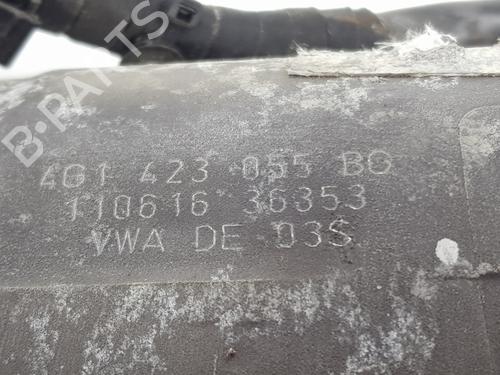 B-PARTS
4G1 423 055 BG
110616 36353
VWA DE D3S